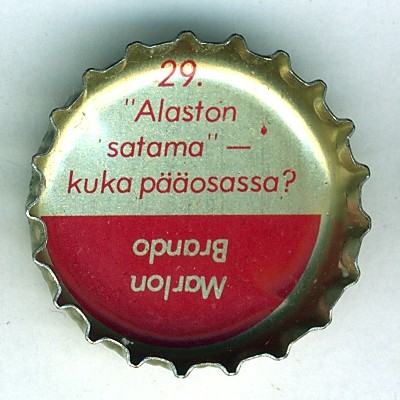 29.
"Alaston
satama" —
kuka pääosassa?
Marlon
Brando